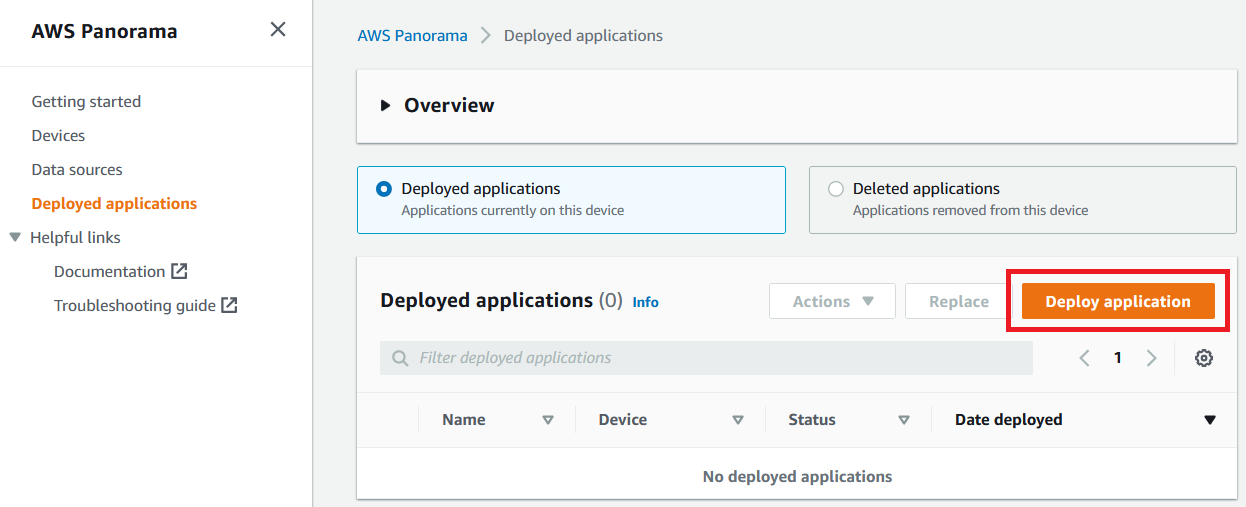 AWS Panorama
Getting started
Devices
Data sources
Deployed applications
Helpful links
Documentation
Troubleshooting guide
AWS Panorama Deployed applications
Overview
Deployed applications
Applications currently on this device
Deleted applications
Applications removed from this device
Deployed applications (0) Info
Actions Replace Deploy application
Filter deployed applications
1
Name Device Status Date deployed
No deployed applications